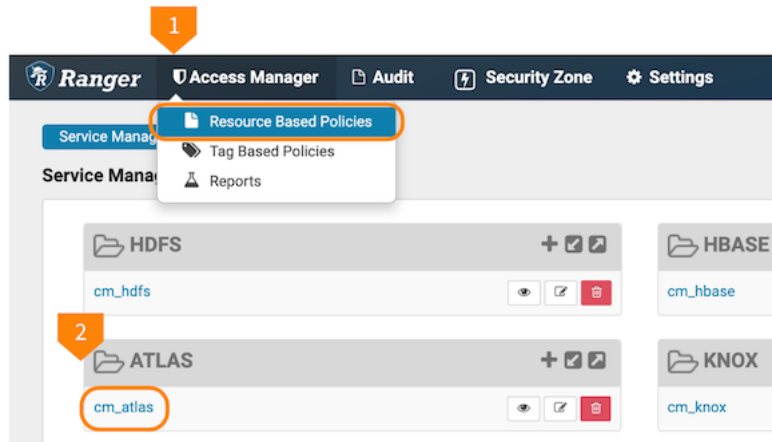 1
Ranger Access Manager Audit Security Zone Settings
Resource Based Policies
Service Manag
Tag Based Policies
Service Mana
Reports
HDFS HBASE
cm_hdfs cm_hbase
2
ATLAS KNOX
cm_atlas cm_knox